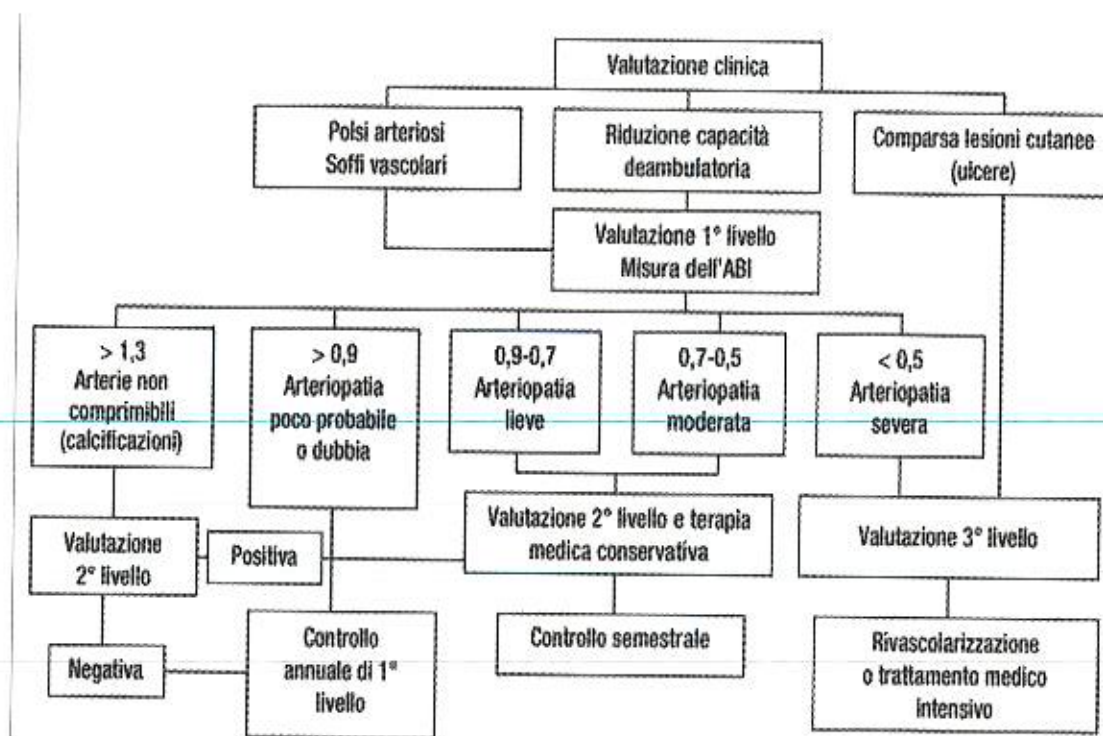 Valutazione clinica
Polsi arteriosi
Soffi vascolari
Riduzione capacità
deambulatoria
Comparsa lesioni cutanee
(ulcere)
Valutazione 1° livello
Misura dell'ABI
> 1,3
Arterie non
comprimibili
(calcificazioni)
> 0,9
Arteriopatia
poco probabile
o dubbia
0,9-0,7
Arteriopatia
lieve
0,7-0,5
Arteriopatia
moderata
< 0,5
Arteriopatia
severa
Valutazione
2° livello
Positiva
Valutazione 2° livello e terapia
medica conservativa
Valutazione 3° livello
Negativa
Controllo
annuale di 1°
livello
Controllo semestrale
Rivascolarizzazione
o trattamento medico
intensivo